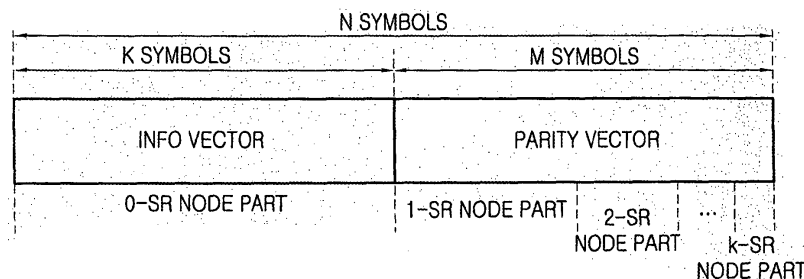 N SYMBOLS
K SYMBOLS
M SYMBOLS
INFO VECTOR
PARITY VECTOR
0-SR NODE PART
1-SR NODE PART
2-SR
NODE PART
...
k-SR
NODE PART